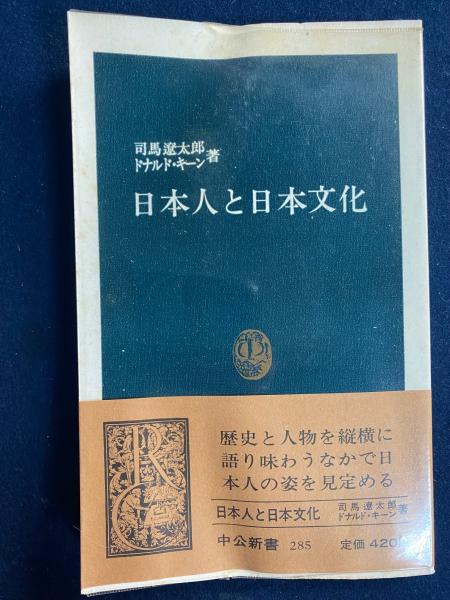 司馬遼太郎
ドナルド・キーン 著
日本人と日本文化
歴史と人物を縦横に
語り味わうなかで日
本人の姿を見定める
日本人と日本文化 司馬遼太郎 ドナルド・キーン 著
中公新書 285 定価 420